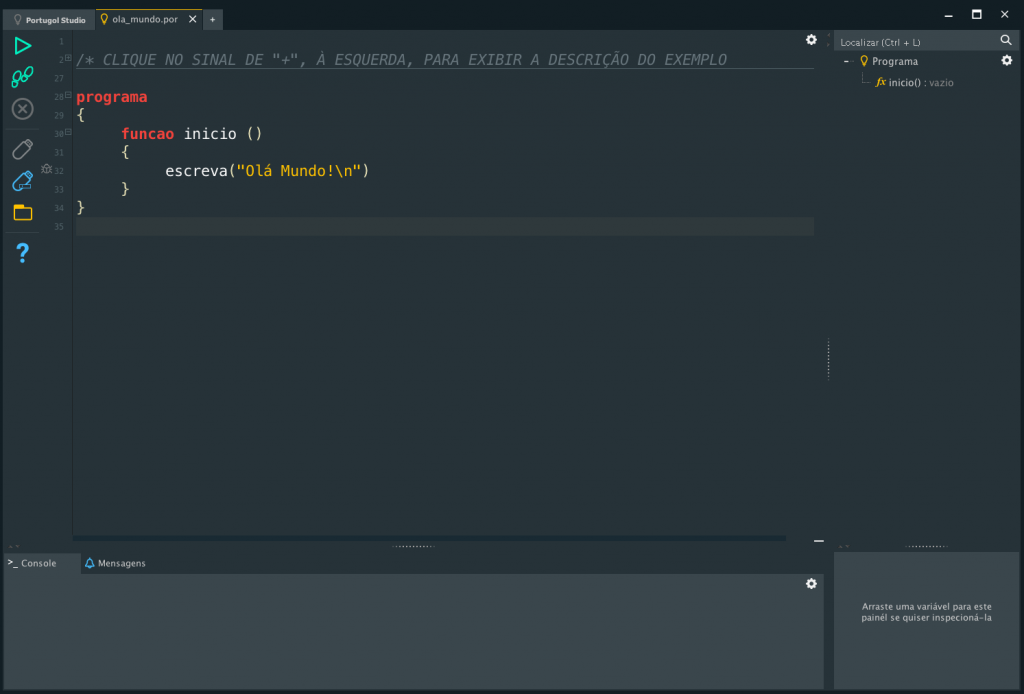 Portugol Studio
ola_mundo.por
+
Localizar (Ctrl + L)
Programa
fx inicio() : vazio
1
2 /* CLIQUE NO SINAL DE "+", À ESQUERDA, PARA EXIBIR A DESCRIÇÃO DO EXEMPLO
27
28 programa
29 {
30 funcao inicio ()
31 {
32 escreva("Olá Mundo!\n")
33 }
34 }
35
?
>_ Console
Mensagens
Arraste uma variável para este
painél se quiser inspecioná-la